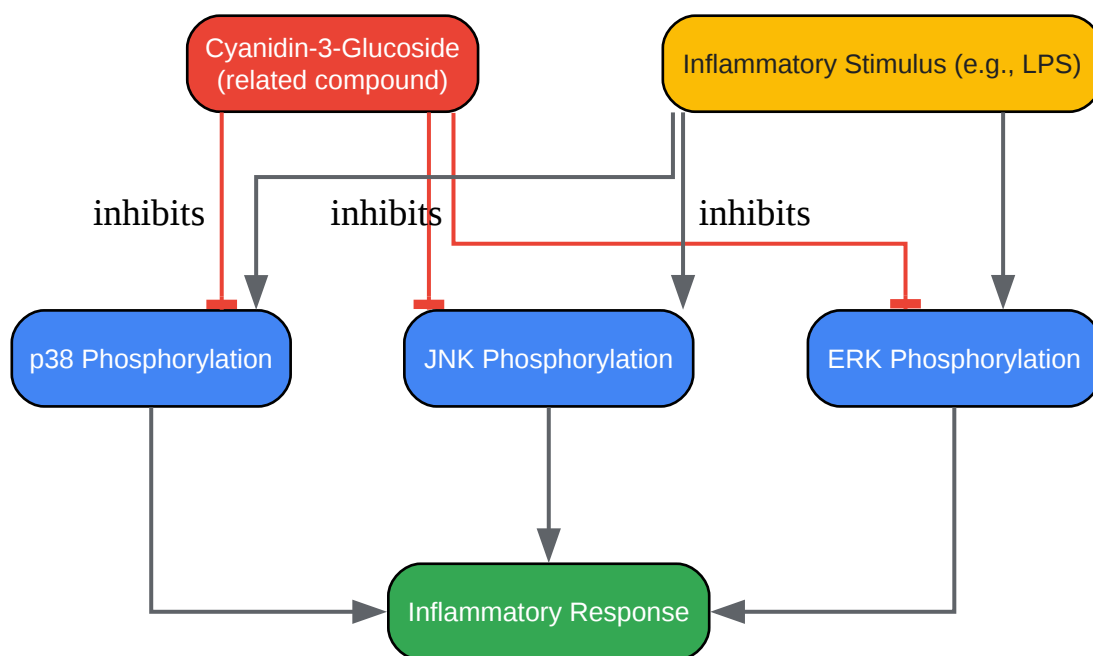 Cyanidin-3-Glucoside
(related compound)
Inflammatory Stimulus (e.g., LPS)
inhibits
inhibits
inhibits
p38 Phosphorylation
JNK Phosphorylation
ERK Phosphorylation
Inflammatory Response